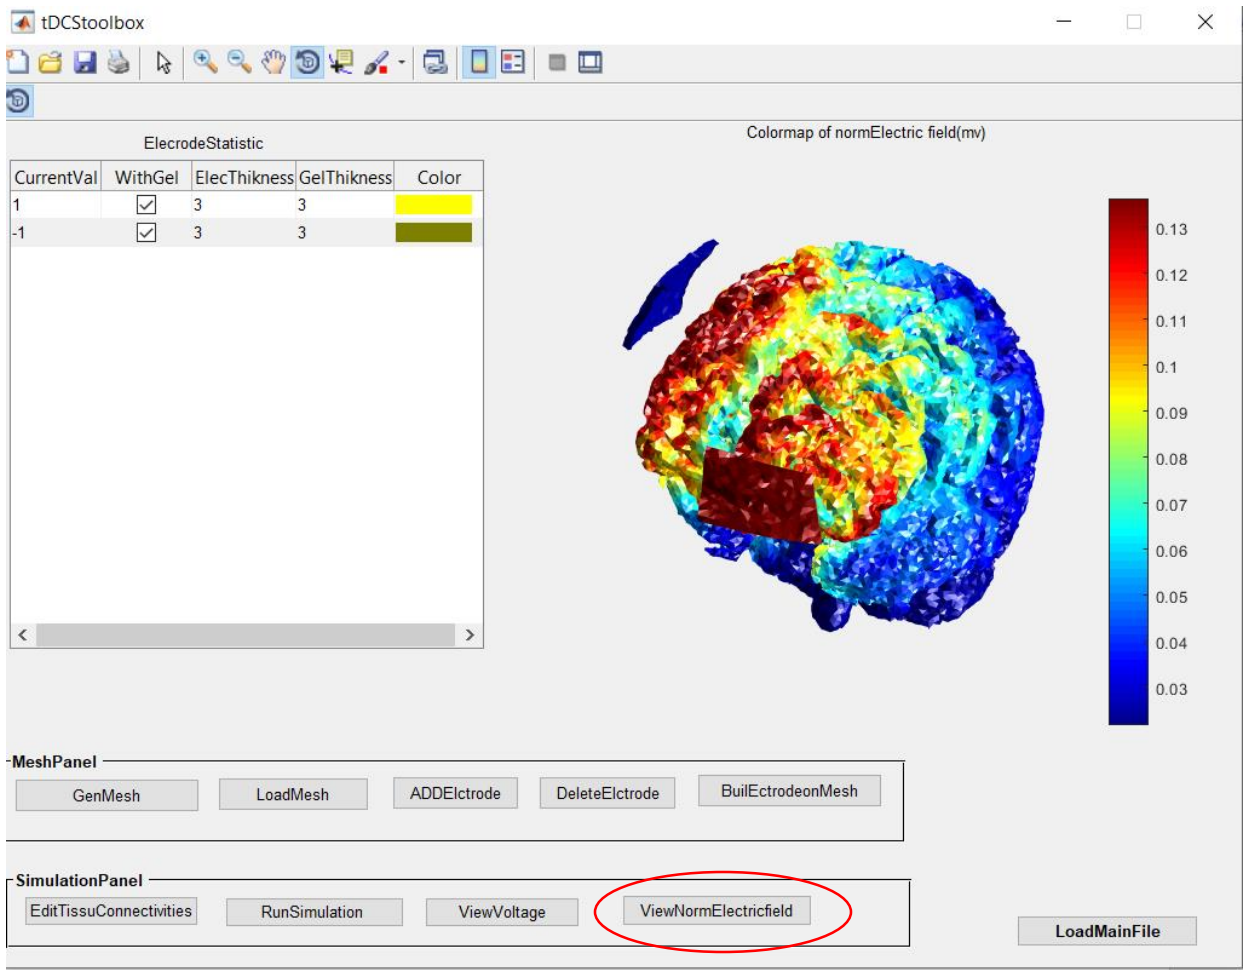 tDCStoolbox
ElecrodeStatistic
CurrentVal WithGel ElecThikness GelThikness Color
1 3 3
-1 3 3
Colormap of normElectric field(mv)
0.13
0.12
0.11
0.1
0.09
0.08
0.07
0.06
0.05
0.04
0.03
MeshPanel
GenMesh LoadMesh ADDElctrode DeleteElctrode BuilEctrodeonMesh
SimulationPanel
EditTissuConnectivities RunSimulation ViewVoltage ViewNormElectricfield
LoadMainFile